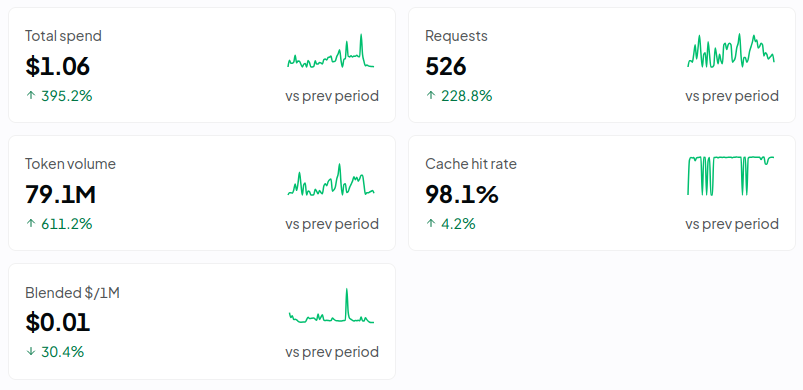 Total spend
$1.06
↑ 395.2%
vs prev period
Requests
526
↑ 228.8%
vs prev period
Token volume
79.1M
↑ 611.2%
vs prev period
Cache hit rate
98.1%
↑ 4.2%
vs prev period
Blended $/1M
$0.01
↓ 30.4%
vs prev period